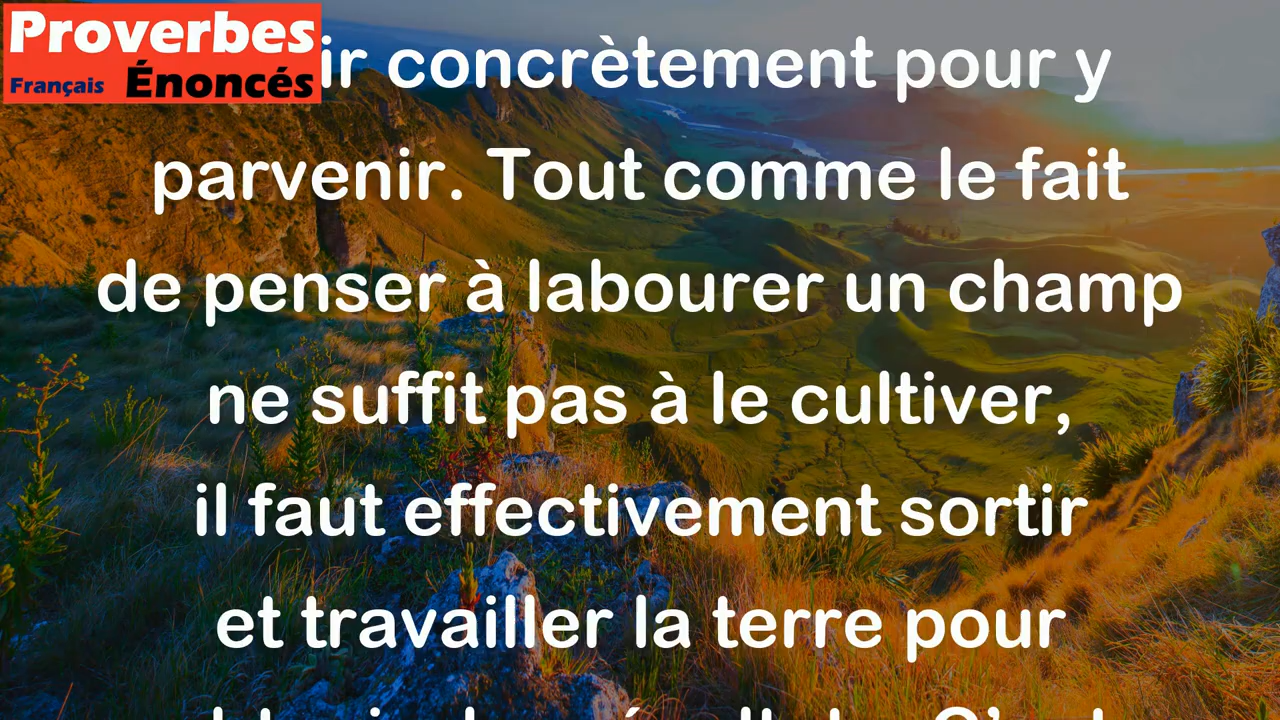 Proverbes
Français Énoncés
concrètement pour y
parvenir. Tout comme le fait
de penser à labourer un champ
ne suffit pas à le cultiver,
il faut effectivement sortir
et travailler la terre pour